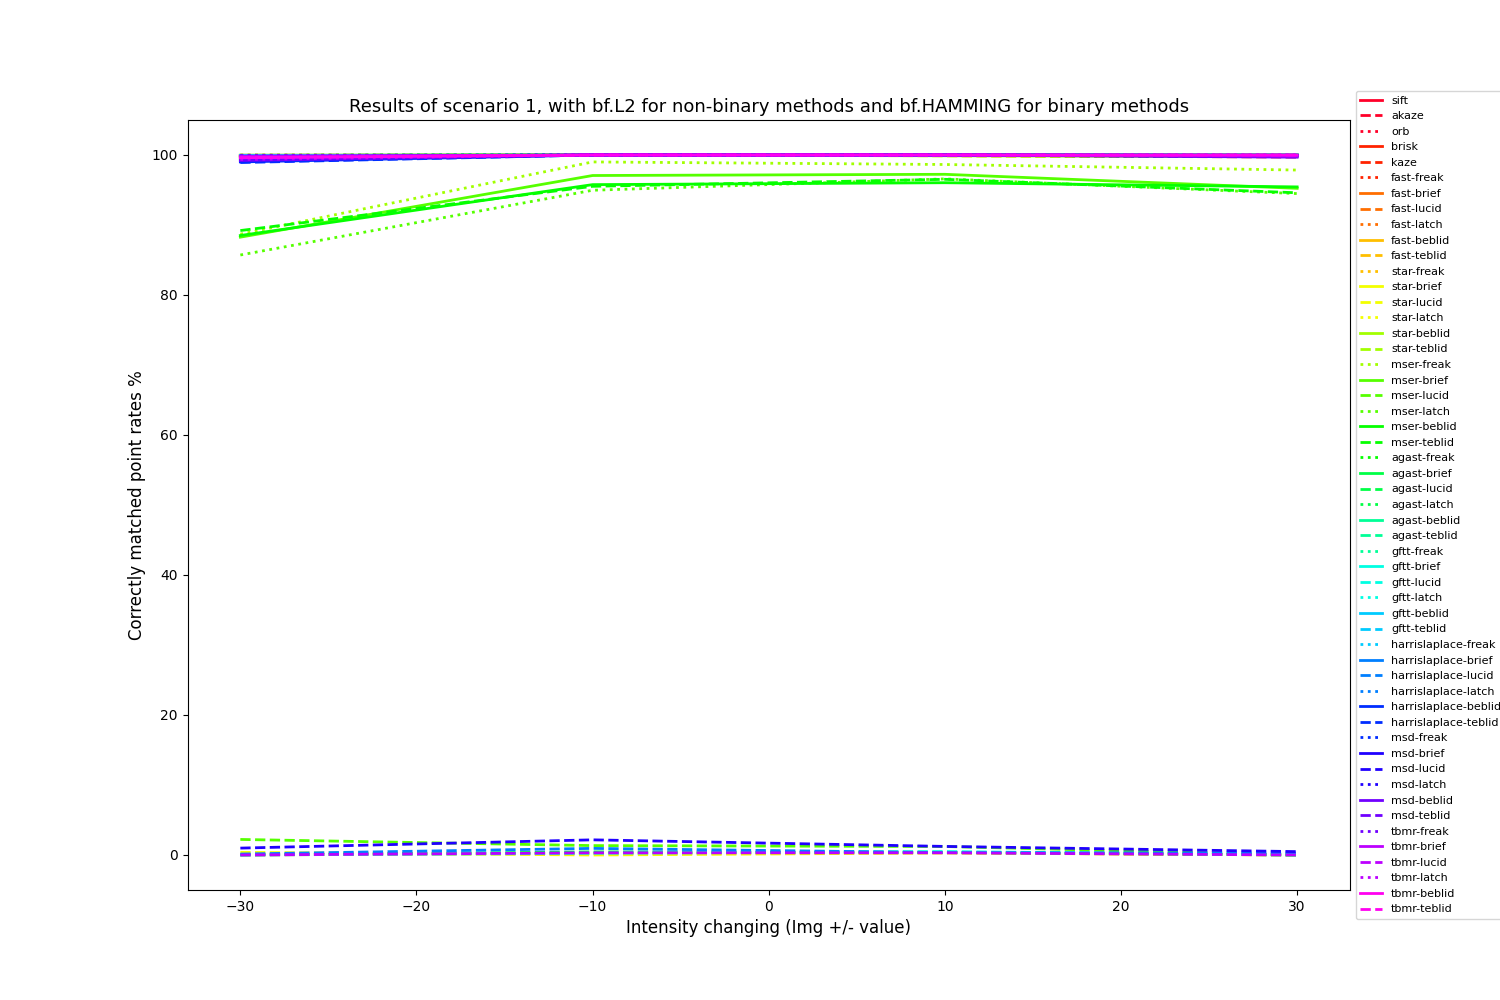 Results of scenario 1, with bf.L2 for non-binary methods and bf.HAMMING for binary methods
Correctly matched point rates %
100
80
60
40
20
0
−30
−20
−10
0
10
20
30
Intensity changing (Img +/- value)
sift
akaze
orb
brisk
kaze
fast-freak
fast-brief
fast-lucid
fast-latch
fast-beblid
fast-teblid
star-freak
star-brief
star-lucid
star-latch
star-beblid
star-teblid
mser-freak
mser-brief
mser-lucid
mser-latch
mser-beblid
mser-teblid
agast-freak
agast-brief
agast-lucid
agast-latch
agast-beblid
agast-teblid
gftt-freak
gftt-brief
gftt-lucid
gftt-latch
gftt-beblid
gftt-teblid
harrislaplace-freak
harrislaplace-brief
harrislaplace-lucid
harrislaplace-latch
harrislaplace-beblid
harrislaplace-teblid
msd-freak
msd-brief
msd-lucid
msd-latch
msd-beblid
msd-teblid
tbmr-freak
tbmr-brief
tbmr-lucid
tbmr-latch
tbmr-beblid
tbmr-teblid